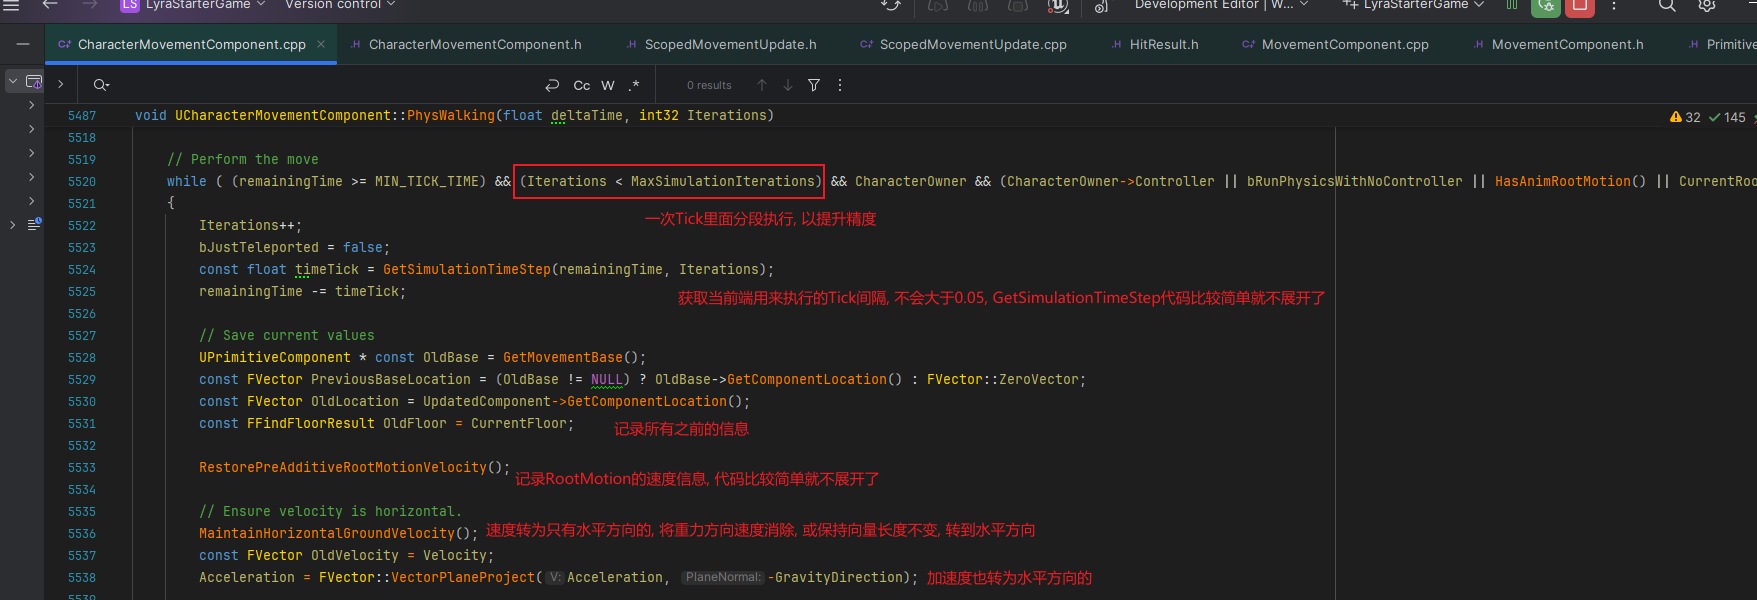 LS LyraStarterGame Version control Development Editor | W... LyraStarterGame
CharacterMovementComponent.cpp × .H CharacterMovementComponent.h .H ScopedMovementUpdate.h C+ ScopedMovementUpdate.cpp .H HitResult.h C+ MovementComponent.cpp .H MovementComponent.h .H Primitive
Cc W .* 0 results
5487 void UCharacterMovementComponent::PhysWalking(float deltaTime, int32 Iterations) 32 145
5518
5519 // Perform the move
5520 while ( (remainingTime >= MIN_TICK_TIME) && (Iterations < MaxSimulationIterations) && CharacterOwner && (CharacterOwner->Controller || bRunPhysicsWithNoController || HasAnimRootMotion() || CurrentRoo
5521 {
一次Tick里面分段执行, 以提升精度
5522 Iterations++;
5523 bJustTeleported = false;
5524 const float timeTick = GetSimulationTimeStep(remainingTime, Iterations);
5525 remainingTime -= timeTick;
获取当前端用来执行的Tick间隔, 不会大于0.05, GetSimulationTimeStep代码比较简单就不展开了
5526
5527 // Save current values
5528 UPrimitiveComponent * const OldBase = GetMovementBase();
5529 const FVector PreviousBaseLocation = (OldBase != NULL) ? OldBase->GetComponentLocation() : FVector::ZeroVector;
5530 const FVector OldLocation = UpdatedComponent->GetComponentLocation();
5531 const FFindFloorResult OldFloor = CurrentFloor;
记录所有之前的信息
5532
5533 RestorePreAdditiveRootMotionVelocity();
记录RootMotion的速度信息, 代码比较简单就不展开了
5534
5535 // Ensure velocity is horizontal.
5536 MaintainHorizontalGroundVelocity(); 速度转为只有水平方向的, 将重力方向速度消除, 或保持向量长度不变, 转到水平方向
5537 const FVector OldVelocity = Velocity;
5538 Acceleration = FVector::VectorPlaneProject( V: Acceleration, PlaneNormal: -GravityDirection); 加速度也转为水平方向的
5539